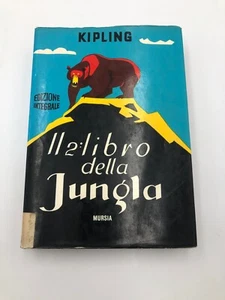 KIPLING
EDIZIONE
INTEGRALE
Il 2° libro
della
Jungla
MURSIA